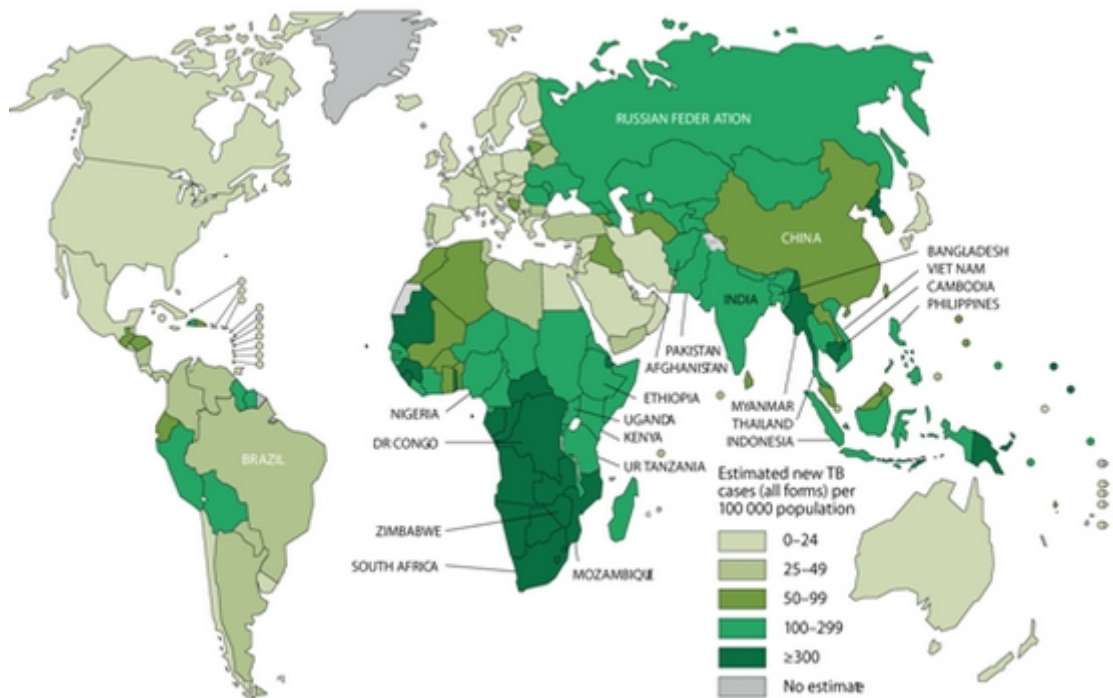 RUSSIAN FEDER ATION
CHINA
BANGLADESH
VIET NAM
CAMBODIA
PHILIPPINES
INDIA
PAKISTAN
AFGHANISTAN
MYANMAR
THAILAND
INDONESIA
NIGERIA
ETHIOPIA
UGANDA
KENYA
DR CONGO
UR TANZANIA
BRAZIL
ZIMBABWE
SOUTH AFRICA
MOZAMBIQUE
Estimated new TB
cases (all forms) per
100 000 population
0–24
25–49
50–99
100–299
≥300
No estimate